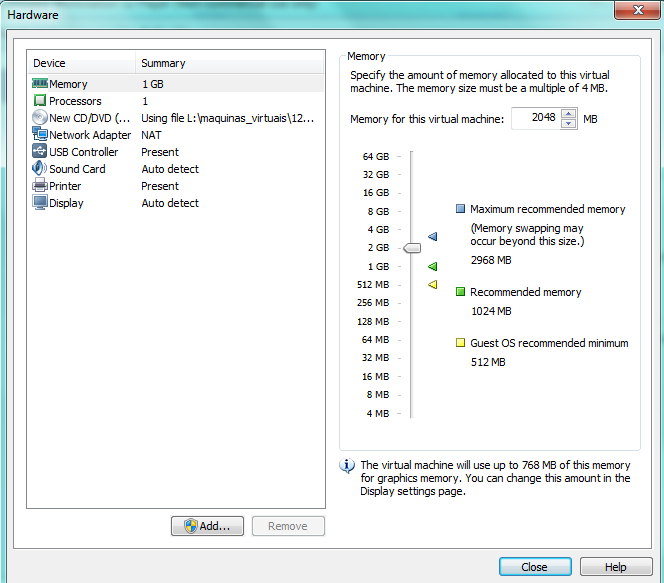 Hardware
Device Summary
Memory 1 GB
Processors 1
New CD/DVD (... Using file L:\maquinas_virtuais\12...
Network Adapter NAT
USB Controller Present
Sound Card Auto detect
Printer Present
Display Auto detect
Add...
Remove
Memory
Specify the amount of memory allocated to this virtual
machine. The memory size must be a multiple of 4 MB.
Memory for this virtual machine: 2048 MB
64 GB
32 GB
16 GB
8 GB
4 GB
2 GB
1 GB
512 MB
256 MB
128 MB
64 MB
32 MB
16 MB
8 MB
4 MB
Maximum recommended memory
(Memory swapping may
occur beyond this size.)
2968 MB
Recommended memory
1024 MB
Guest OS recommended minimum
512 MB
The virtual machine will use up to 768 MB of this memory
for graphics memory. You can change this amount in the
Display settings page.
Close
Help